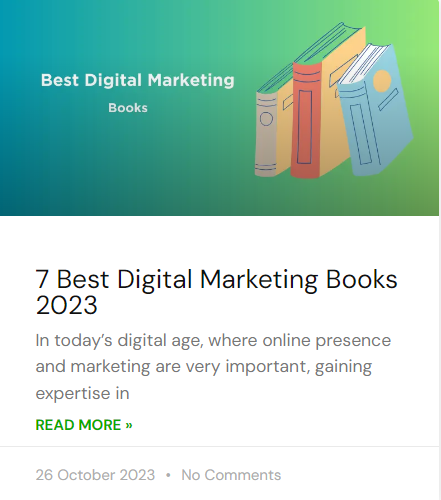 Best Digital Marketing
Books
7 Best Digital Marketing Books
2023
In today’s digital age, where online presence
and marketing are very important, gaining
expertise in
READ MORE »
26 October 2023 • No Comments